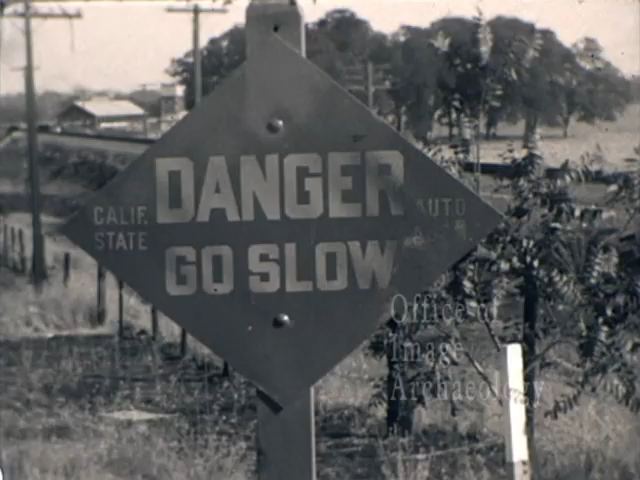 DANGER
CALIF. STATE
AUTO
GO SLOW
Office of
Image
Archaeology